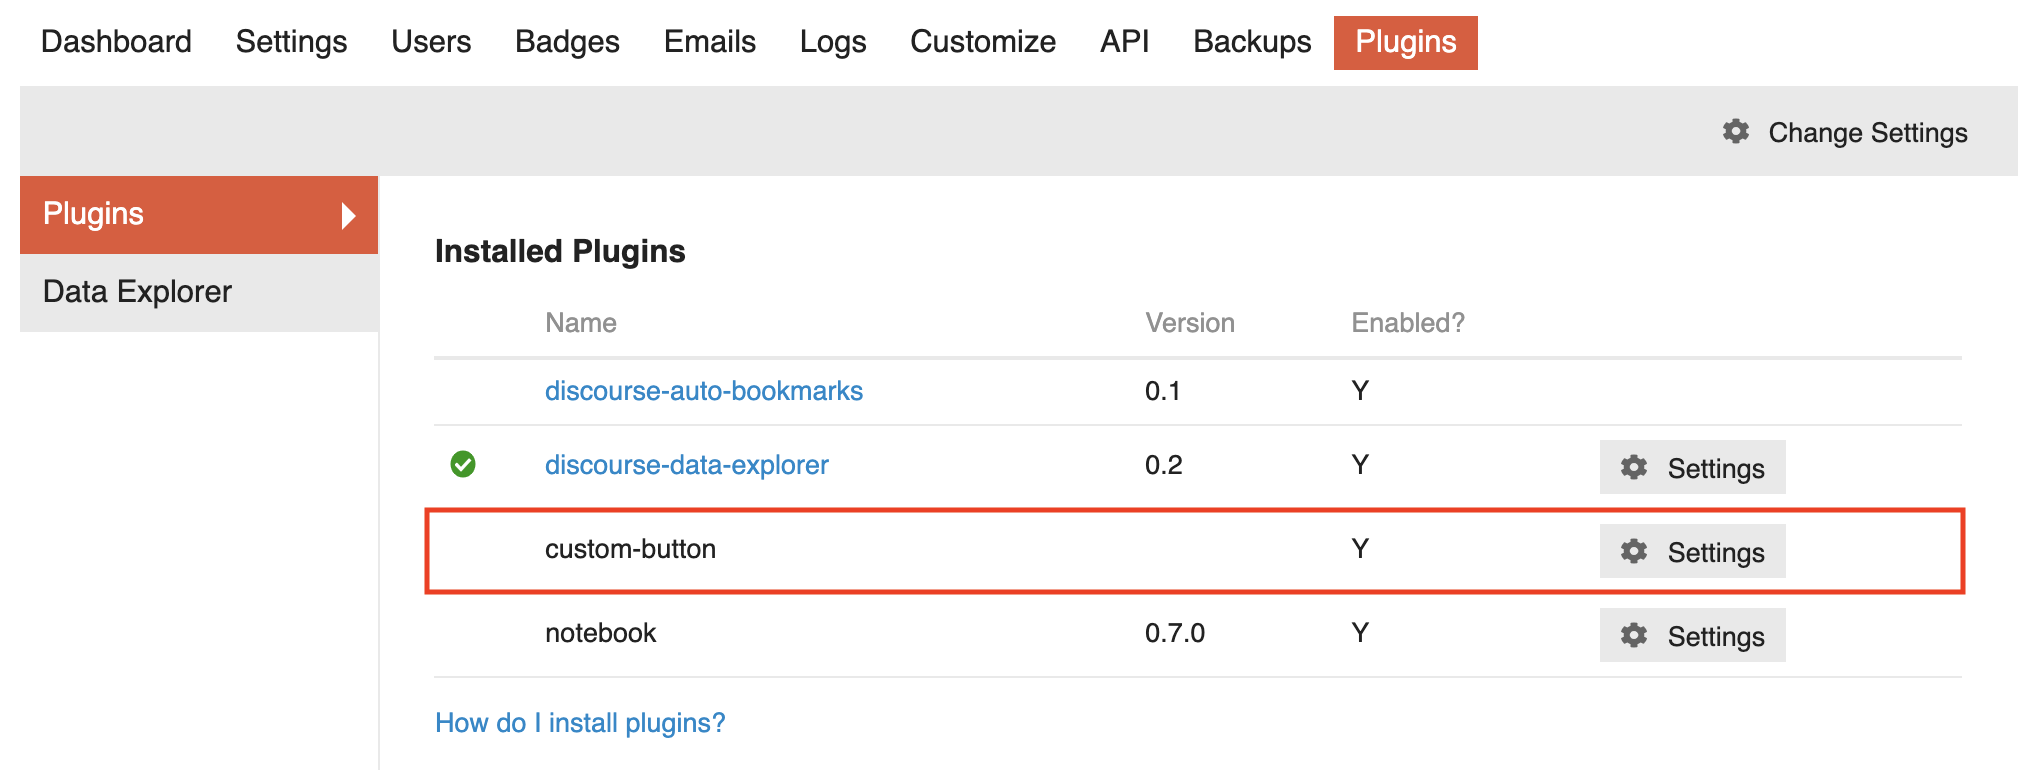 Dashboard Settings Users Badges Emails Logs Customize API Backups Plugins
Change Settings
Plugins
Data Explorer
Installed Plugins
Name Version Enabled?
discourse-auto-bookmarks 0.1 Y
discourse-data-explorer 0.2 Y Settings
custom-button Y Settings
notebook 0.7.0 Y Settings
How do I install plugins?